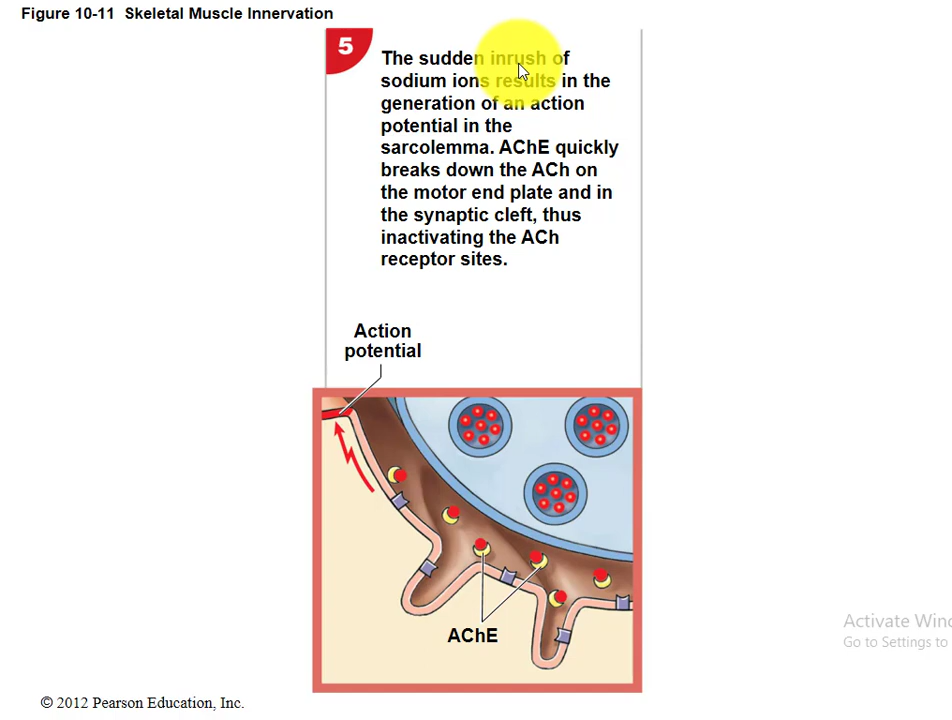 Figure 10-11  Skeletal Muscle Innervation
5
The sudden inrush of
sodium ions results in the
generation of an action
potential in the
sarcolemma. AChE quickly
breaks down the ACh on
the motor end plate and in
the synaptic cleft, thus
inactivating the ACh
receptor sites.
Action
potential
AChE
Activate Wind
Go to Settings to
© 2012 Pearson Education, Inc.